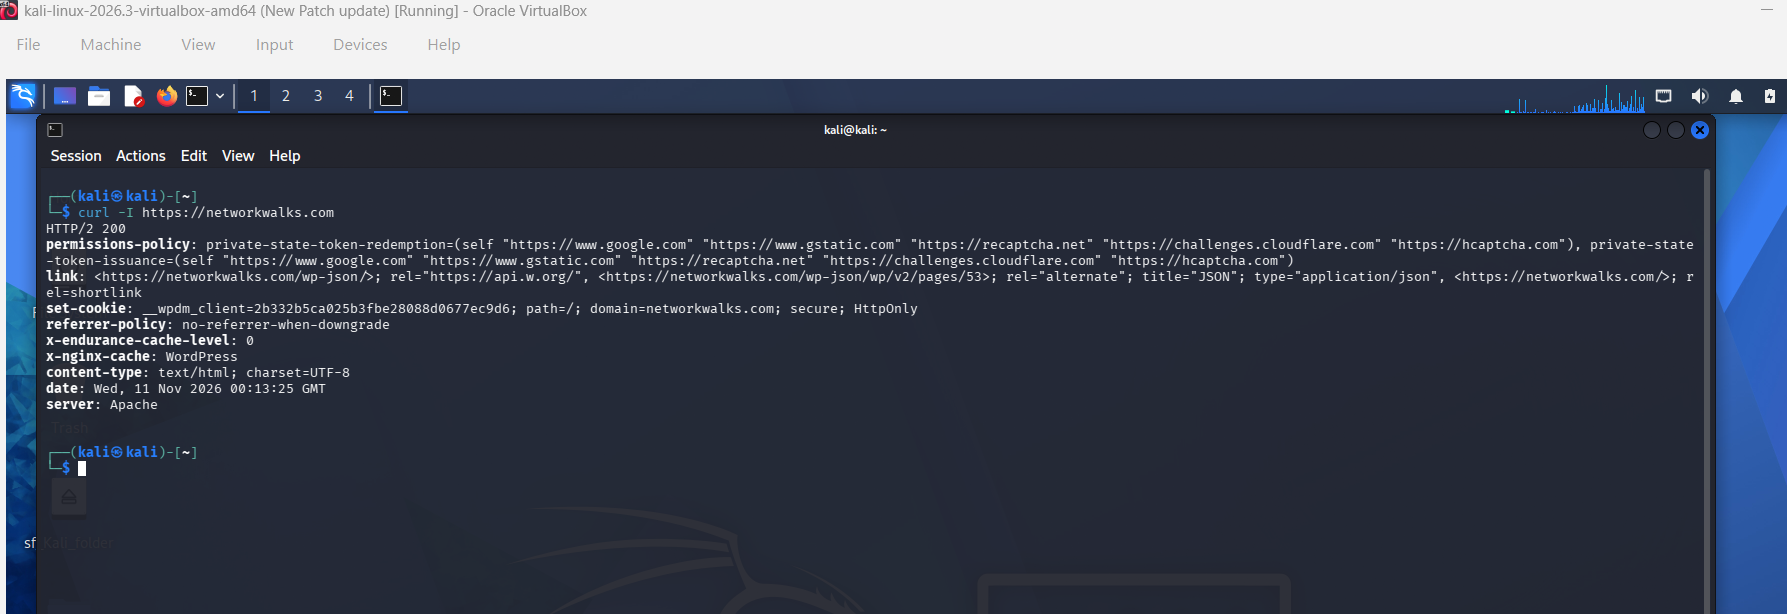 kali-linux-2026.3-virtualbox-amd64 (New Patch update) [Running] - Oracle VirtualBox
File Machine View Input Devices Help
1 2 3 4
kali@kali: ~
Session Actions Edit View Help
┌──(kali㉿kali)-[~]
└─$ curl -I https://networkwalks.com
HTTP/2 200
permissions-policy: private-state-token-redemption=(self "https://www.google.com" "https://www.gstatic.com" "https://recaptcha.net" "https://challenges.cloudflare.com" "https://hcaptcha.com"), private-state
-token-issuance=(self "https://www.google.com" "https://www.gstatic.com" "https://recaptcha.net" "https://challenges.cloudflare.com" "https://hcaptcha.com")
link: <https://networkwalks.com/wp-json/>; rel="https://api.w.org/", <https://networkwalks.com/wp-json/wp/v2/pages/53>; rel="alternate"; title="JSON"; type="application/json", <https://networkwalks.com/>; r
el=shortlink
set-cookie: __wpdm_client=2b332b5ca025b3fbe28088d0677ec9d6; path=/; domain=networkwalks.com; secure; HttpOnly
referrer-policy: no-referrer-when-downgrade
x-endurance-cache-level: 0
x-nginx-cache: WordPress
content-type: text/html; charset=UTF-8
date: Wed, 11 Nov 2026 00:13:25 GMT
server: Apache
Trash
┌──(kali㉿kali)-[~]
└─$
sf_Kali_folder